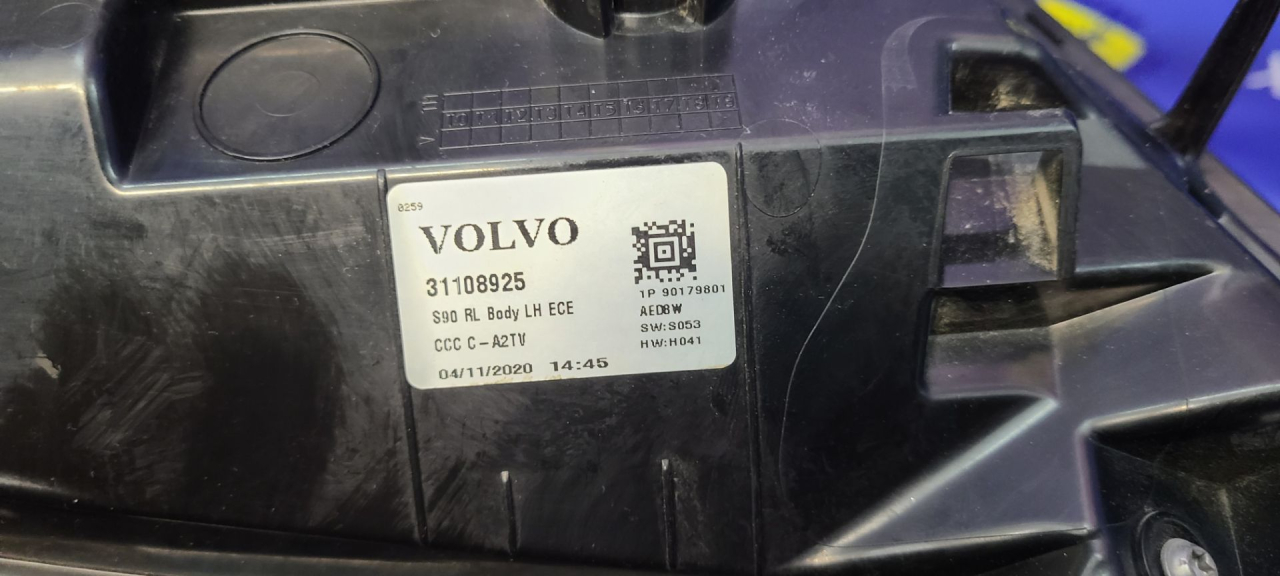 10 11 12 13 14 15 16 17 18 19
0259
VOLVO
31108925
S90 RL Body LH ECE
CCC C-A2TV
04/11/2020 14:45
1P 90179801
AEDBW
SW:S053
HW:H041